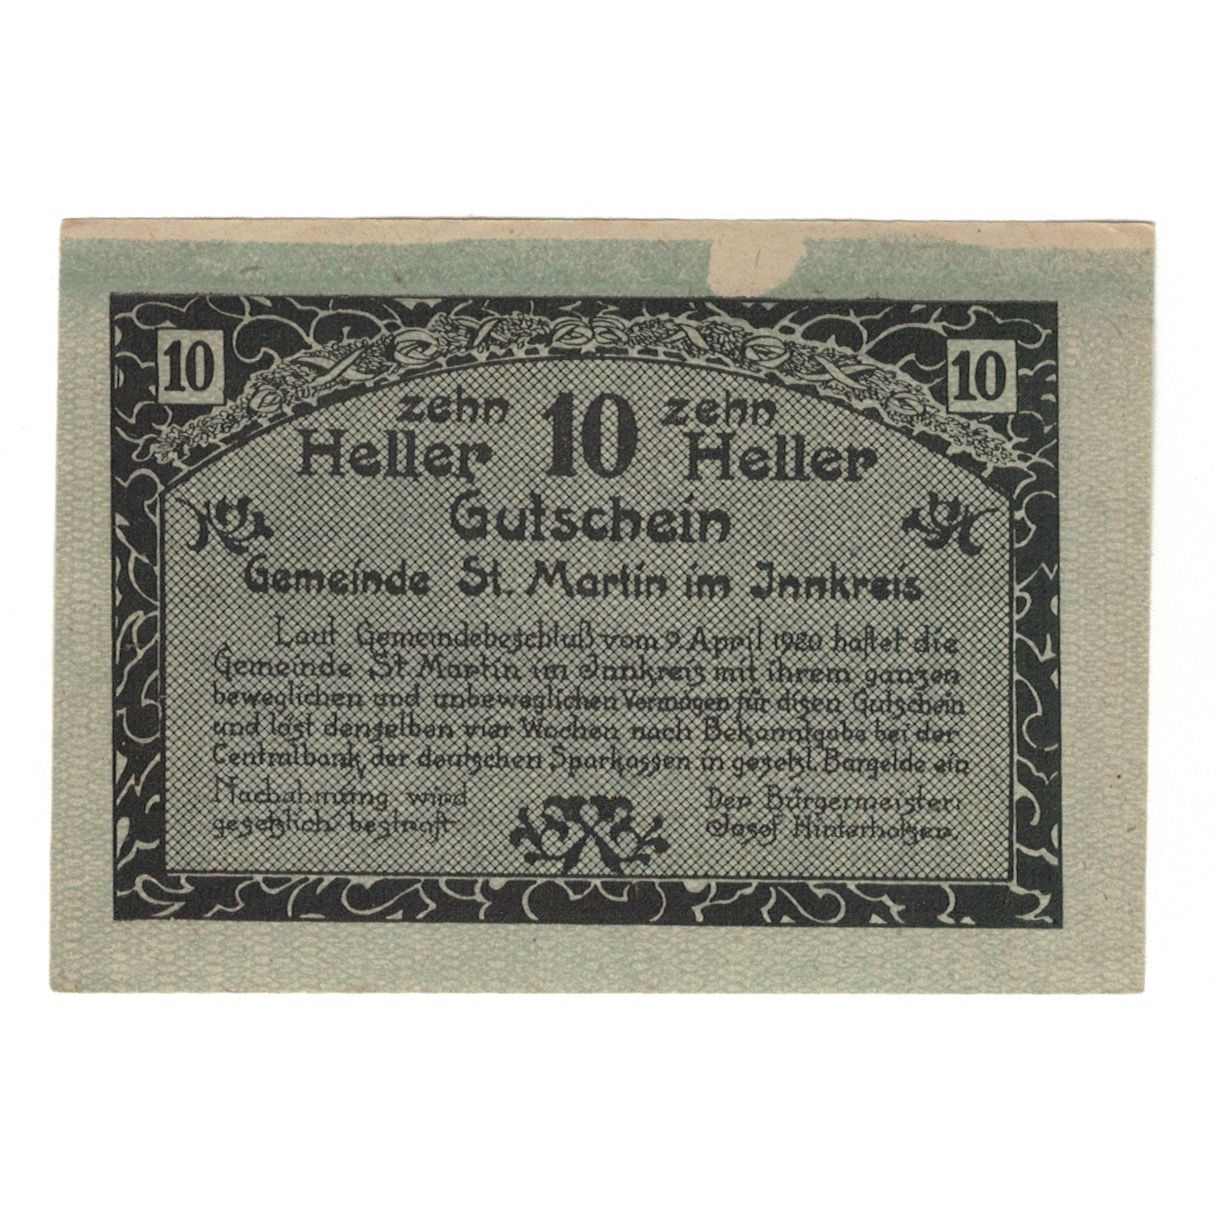 10 10
zehn 10 zehn
Heller Heller
Gutschein
Gemeinde St. Martin im Innkreis
Laut Gemeindebeschluß vom 9. April 1920 haftet die
Gemeinde St. Martin im Innkreis mit ihrem ganzen
beweglichen und unbeweglichen Vermögen für disen Gutschein
und löst denselben vier Wochen nach Bekanntgabe bei der
Centralbank der deutschen Sparkassen in gesetzl. Bargelde ein
Nachahmung wird
gesetzlich bestraft
Der Bürgermeister:
Josef Hinterholzer.